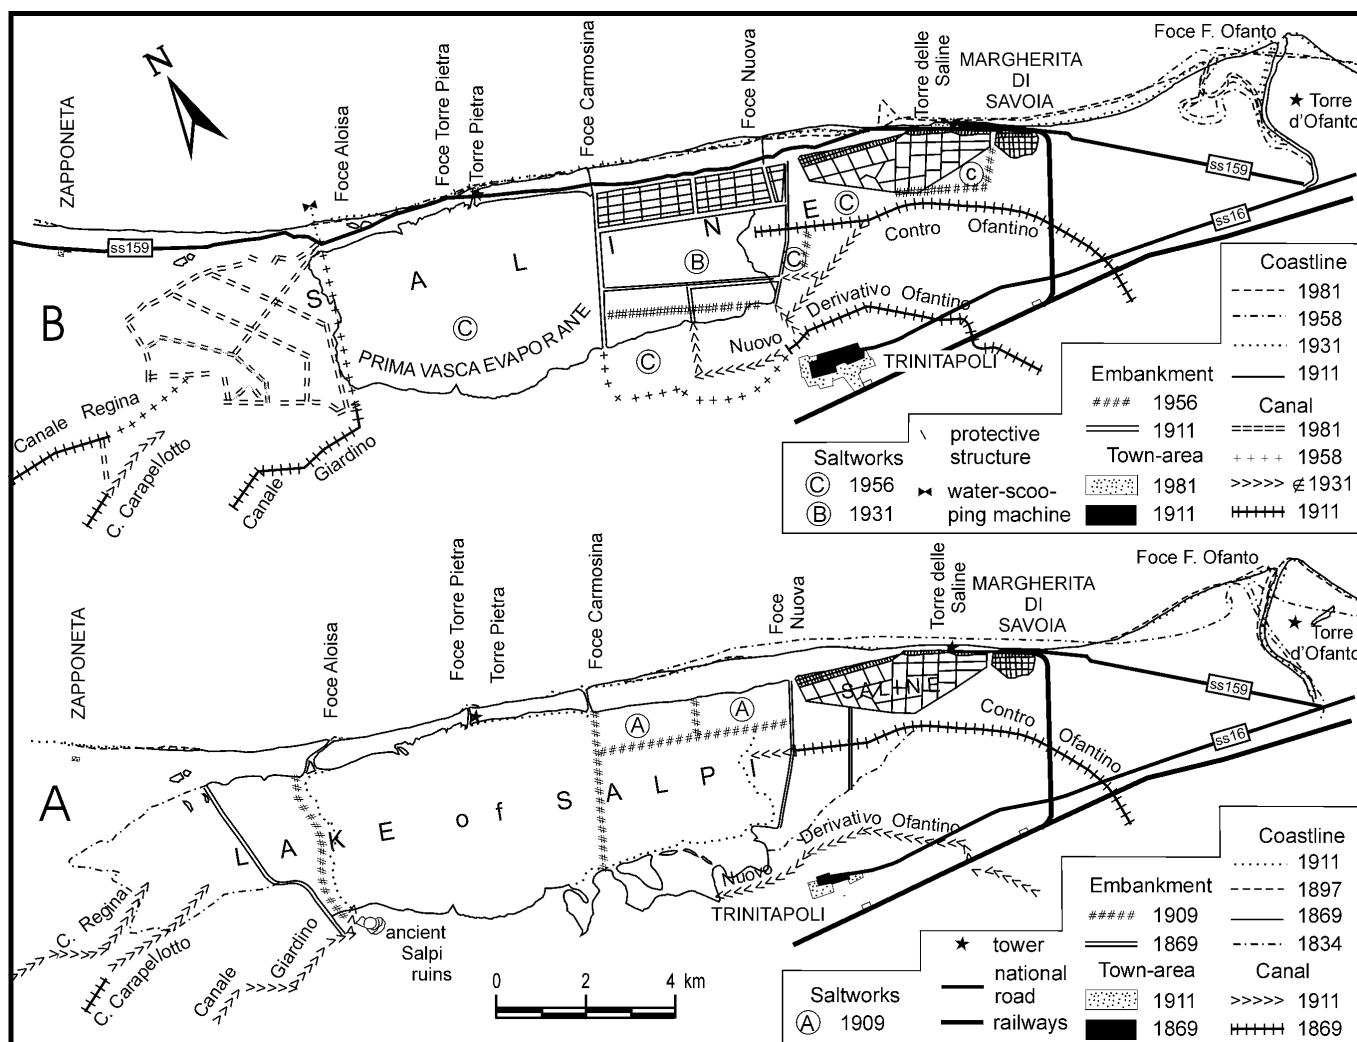 N
ZAPPONETA
Foce Aloisa
Foce Torre Pietra
Torre Pietra
Foce Carmosina
Foce Nuova
Torre delle
Saline
MARGHERITA
DI
SAVOIA
Foce F. Ofanto
Torre
d'Ofanto
ss159
ss159
ss16
B
S A L I N E
C
C
C
C
C
B
PRIMA VASCA EVAPORANE
Contro Ofantino
Nuovo Derivativo Ofantino
TRINITAPOLI
Canale Regina
C. Carapellotto
Canale Giardino
Coastline
1981
1958
1931
1911
Embankment
1956
1911
Canal
1981
1958
∉1931
1911
Town-area
1981
1911
protective
structure
water-scoo-
ping machine
Saltworks
C 1956
B 1931
ZAPPONETA
Foce Aloisa
Foce Torre Pietra
Torre Pietra
Foce Carmosina
Foce
Nuova
Torre delle
Saline
MARGHERITA
DI
SAVOIA
Foce F. Ofanto
Torre
d'Ofanto
ss159
ss16
A
LAKE of SALPI
A
A
SALINE
Contro Ofantino
Nuovo Derivativo Ofantino
TRINITAPOLI
C. Regina
C. Carapellotto
Canale Giardino
ancient
Salpi
ruins
0 2 4 km
Coastline
1911
1897
1869
1834
Embankment
1909
1869
Canal
1911
1869
Town-area
1911
1869
tower
national
road
railways
Saltworks
A 1909